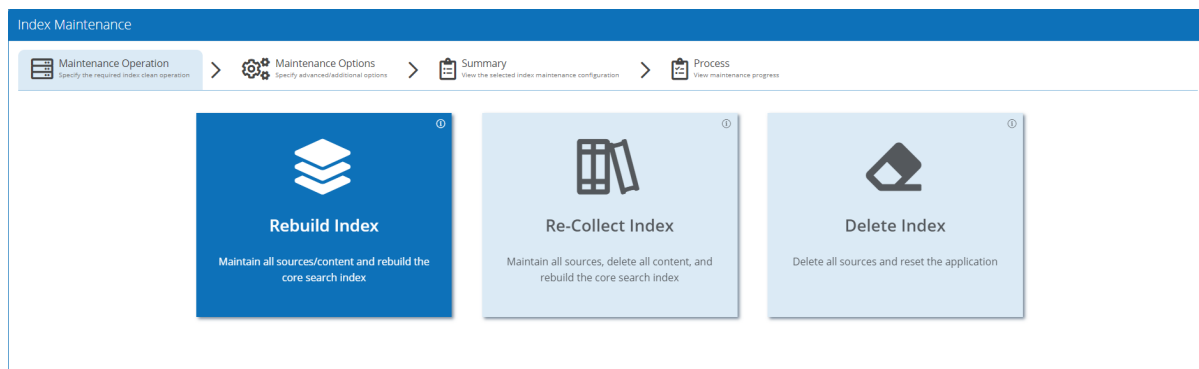 Index Maintenance
Maintenance Operation
Specify the required index clean operation
Maintenance Options
Specify advanced/additional options
Summary
View the selected index maintenance configuration
Process
View maintenance progress
Rebuild Index
Maintain all sources/content and rebuild the
core search index
Re-Collect Index
Maintain all sources, delete all content, and
rebuild the core search index
Delete Index
Delete all sources and reset the application